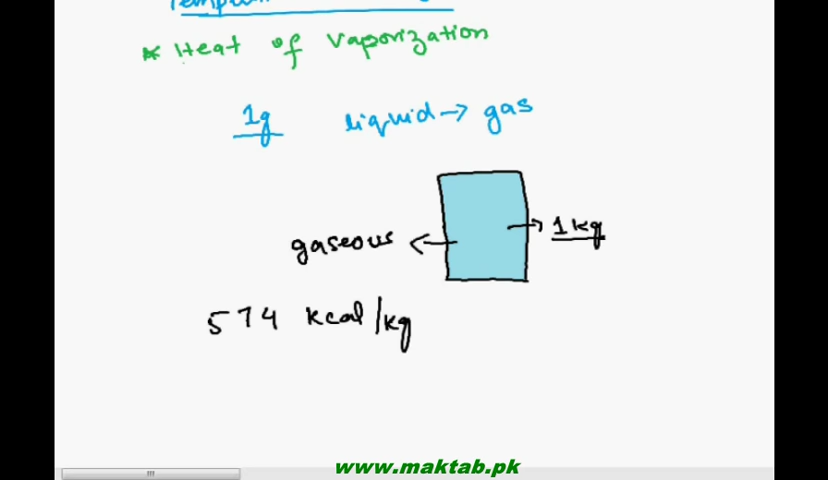 * Heat of Vaporization
1g liquid → gas
gaseous ← → 1kg
574 kcal/kg
www.maktab.pk